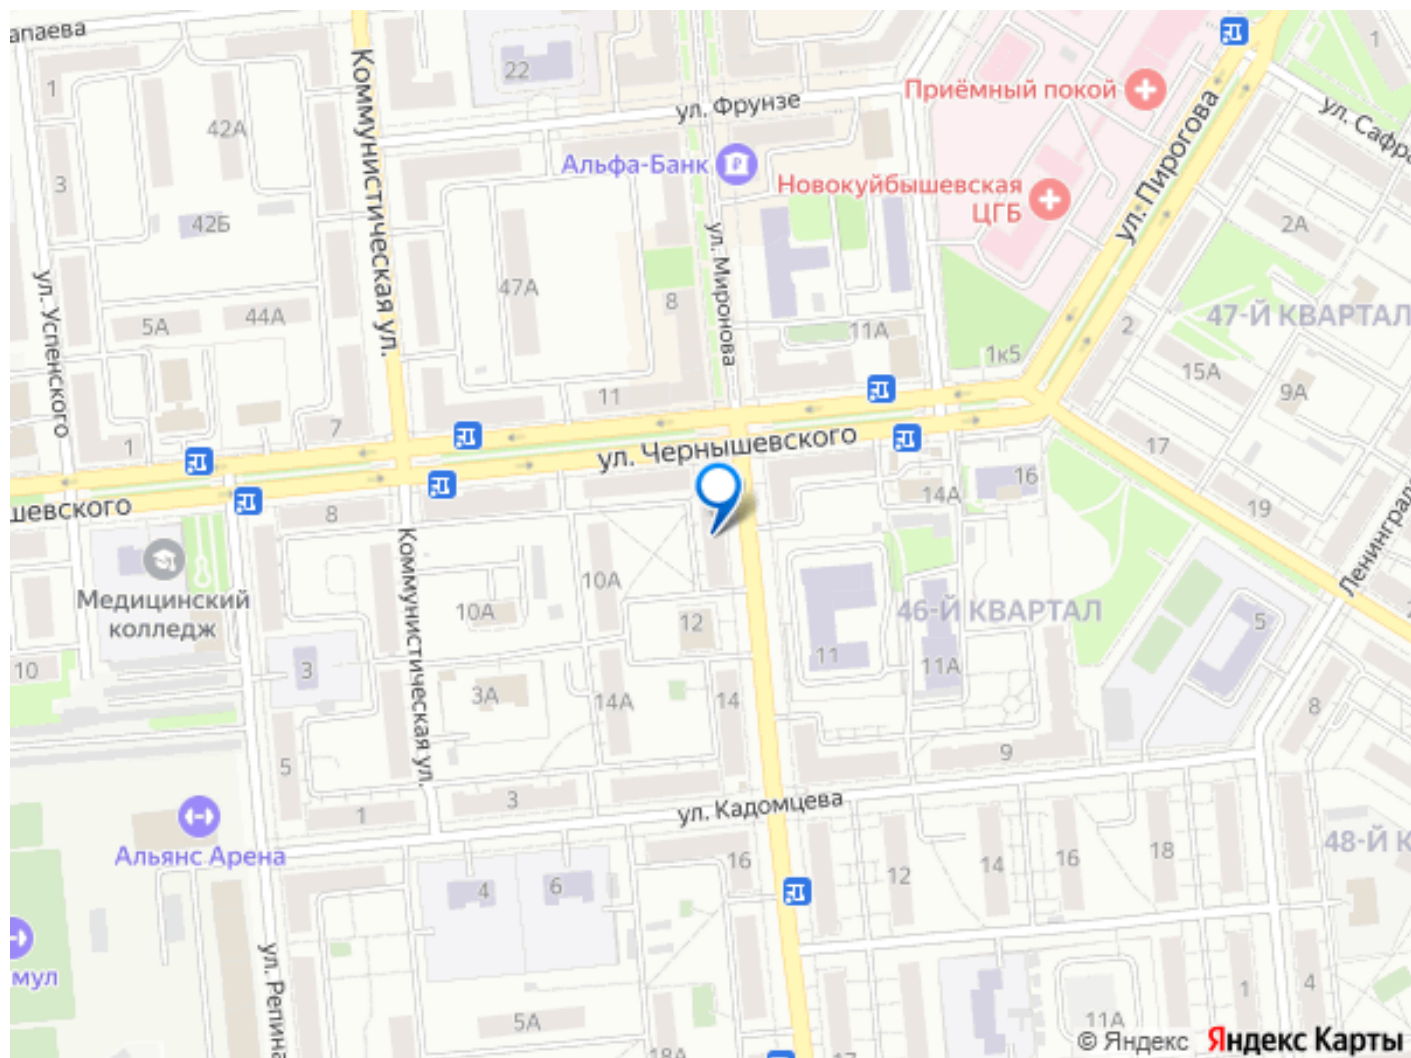 апаева
1
22
42А
Коммунистическая ул.
ул. Фрунзе
Приёмный покой
1
ул. Сафра
ул. Пирогова
Альфа-Банк
Новокуйбышевская
ЦГБ
3
42Б
2А
ул. Миронова
ул. Успенского
47А
8
44А
5А
11А
2
47-Й КВАРТАЛ
1к5
15А
9А
11
7
1
ул. Чернышевского
17
16
14А
19
шевского
8
Ленинград
Медицинский
колледж
Коммунистическая ул.
10А
10А
12
46-Й КВАРТАЛ
5
11
11А
10
3
3А
14А
14
8
9
5
3
1
ул. Кадомцева
Альянс Арена
16
14
16
18
48-Й К
12
4
6
мул
ул. Репина
1
4
5А
11А
18А
17
© Яндекс
Яндекс Карты